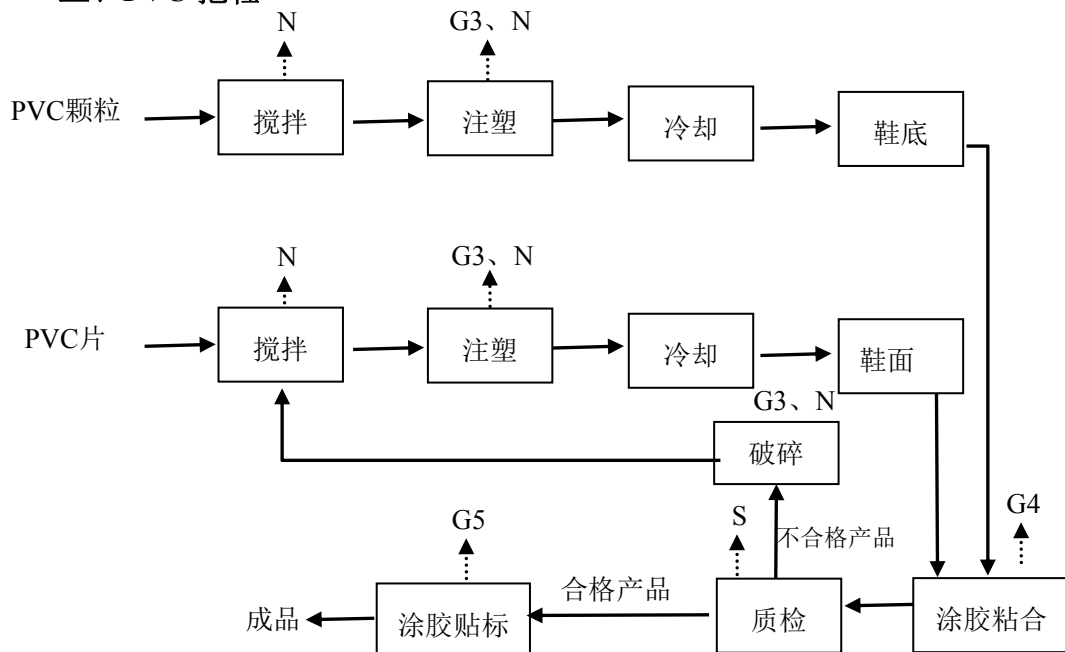 N
G3、N
PVC颗粒
搅拌
注塑
冷却
鞋底
N
G3、N
PVC片
搅拌
注塑
冷却
鞋面
G3、N
破碎
G5
S
不合格产品
G4
成品
涂胶贴标
合格产品
质检
涂胶粘合